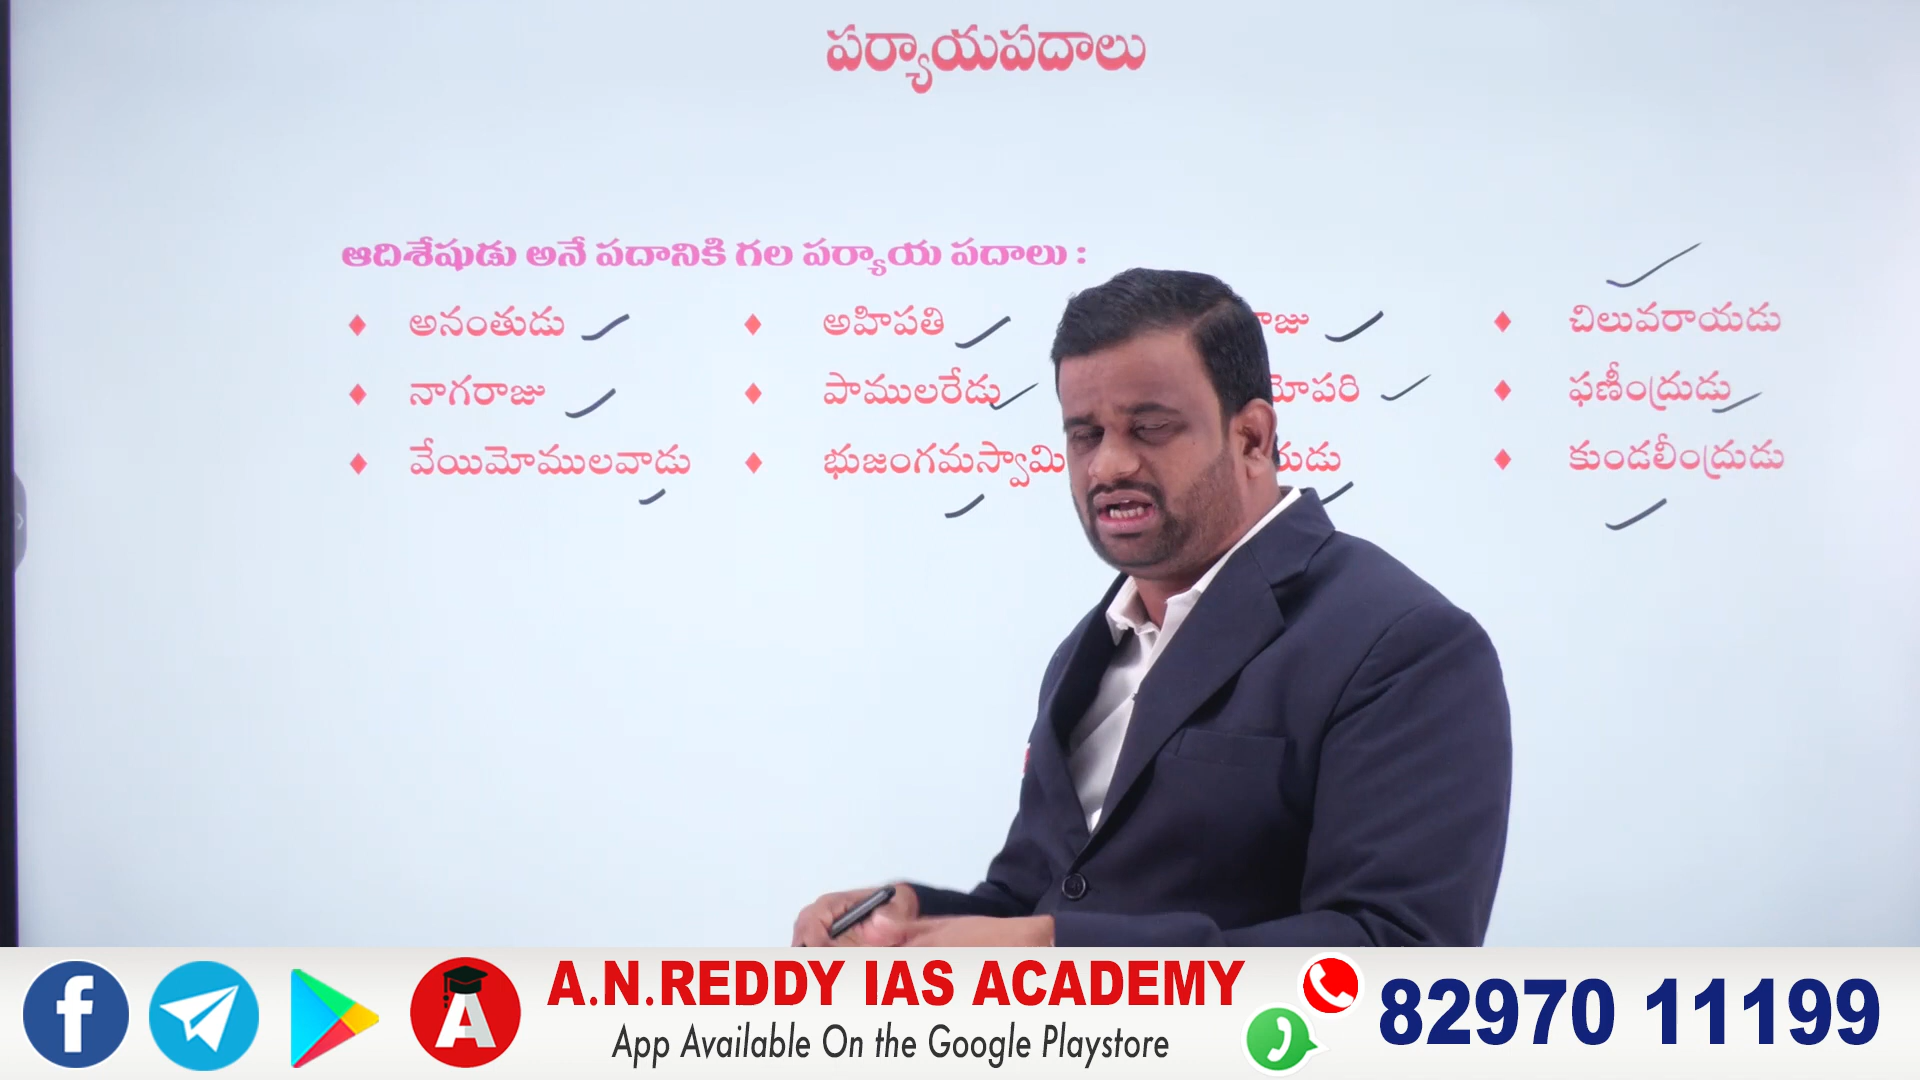 పర్యాయపదాలు
ఆదిశేషుడు అనే పదానికి గల పర్యాయ పదాలు :
♦ అనంతుడు ♦ అహిపతి ♦ చిలువరాయడు
♦ నాగరాజు ♦ పాములరేడు ♦ ఫణీంద్రుడు
♦ వేయిమోములవాడు ♦ భుజంగమస్వామి ♦ కుండలీంద్రుడు
A.N.REDDY IAS ACADEMY
App Available On the Google Playstore
82970 11199